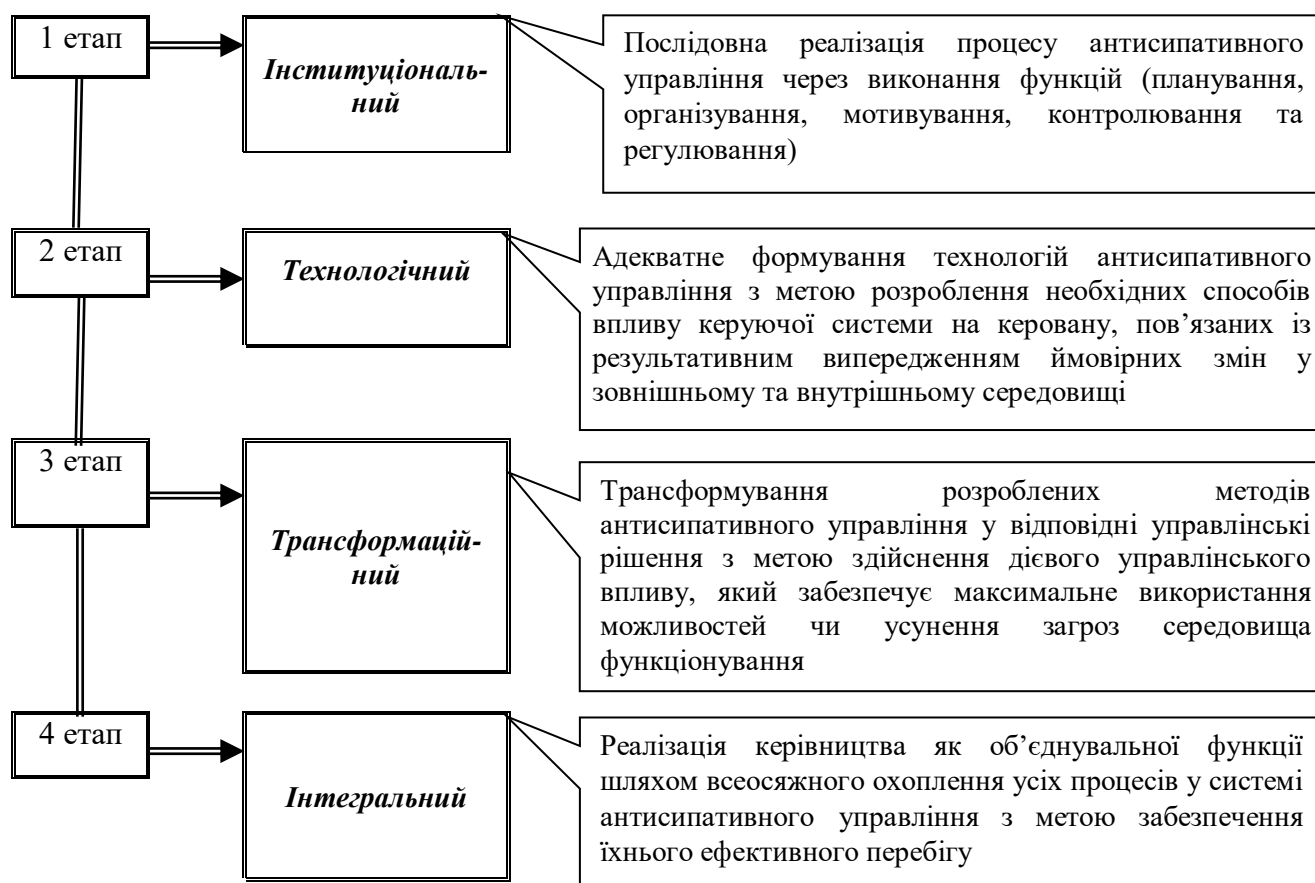 1 етап
Інституціональ-
ний
Послідовна реалізація процесу антисипативного
управління через виконання функцій (планування,
організування, мотивування, контролювання та
регулювання)
2 етап
Технологічний
Адекватне формування технологій антисипативного
управління з метою розроблення необхідних способів
впливу керуючої системи на керовану, пов’язаних із
результативним випередженням ймовірних змін у
зовнішньому та внутрішньому середовищі
3 етап
Трансформацій-
ний
Трансформування розроблених методів
антисипативного управління у відповідні управлінські
рішення з метою здійснення дієвого управлінського
впливу, який забезпечує максимальне використання
можливостей чи усунення загроз середовища
функціонування
4 етап
Інтегральний
Реалізація керівництва як об’єднувальної функції
шляхом всеосяжного охоплення усіх процесів у системі
антисипативного управління з метою забезпечення
їхнього ефективного перебігу